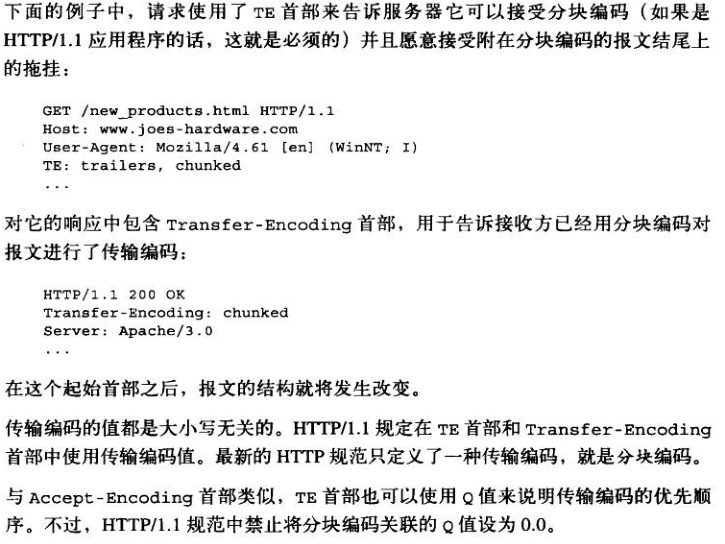 下面的例子中，请求使用了 TE 首部来告诉服务器它可以接受分块编码（如果是
HTTP/1.1 应用程序的话，这就是必须的）并且愿意接受附在分块编码的报文结尾上
的拖挂：
GET /new_products.html HTTP/1.1
Host: www.joes-hardware.com
User-Agent: Mozilla/4.61 [en] (WinNT; I)
TE: trailers, chunked
...
对它的响应中包含 Transfer-Encoding 首部，用于告诉接收方已经用分块编码对
报文进行了传输编码：
HTTP/1.1 200 OK
Transfer-Encoding: chunked
Server: Apache/3.0
...
在这个起始首部之后，报文的结构就将发生改变。
传输编码的值都是大小写无关的。HTTP/1.1 规定在 TE 首部和 Transfer-Encoding
首部中使用传输编码值。最新的 HTTP 规范只定义了一种传输编码，就是分块编码。
与 Accept-Encoding 首部类似，TE 首部也可以使用 Q 值来说明传输编码的优先顺
序。不过，HTTP/1.1 规范中禁止将分块编码关联的 Q 值设为 0.0。